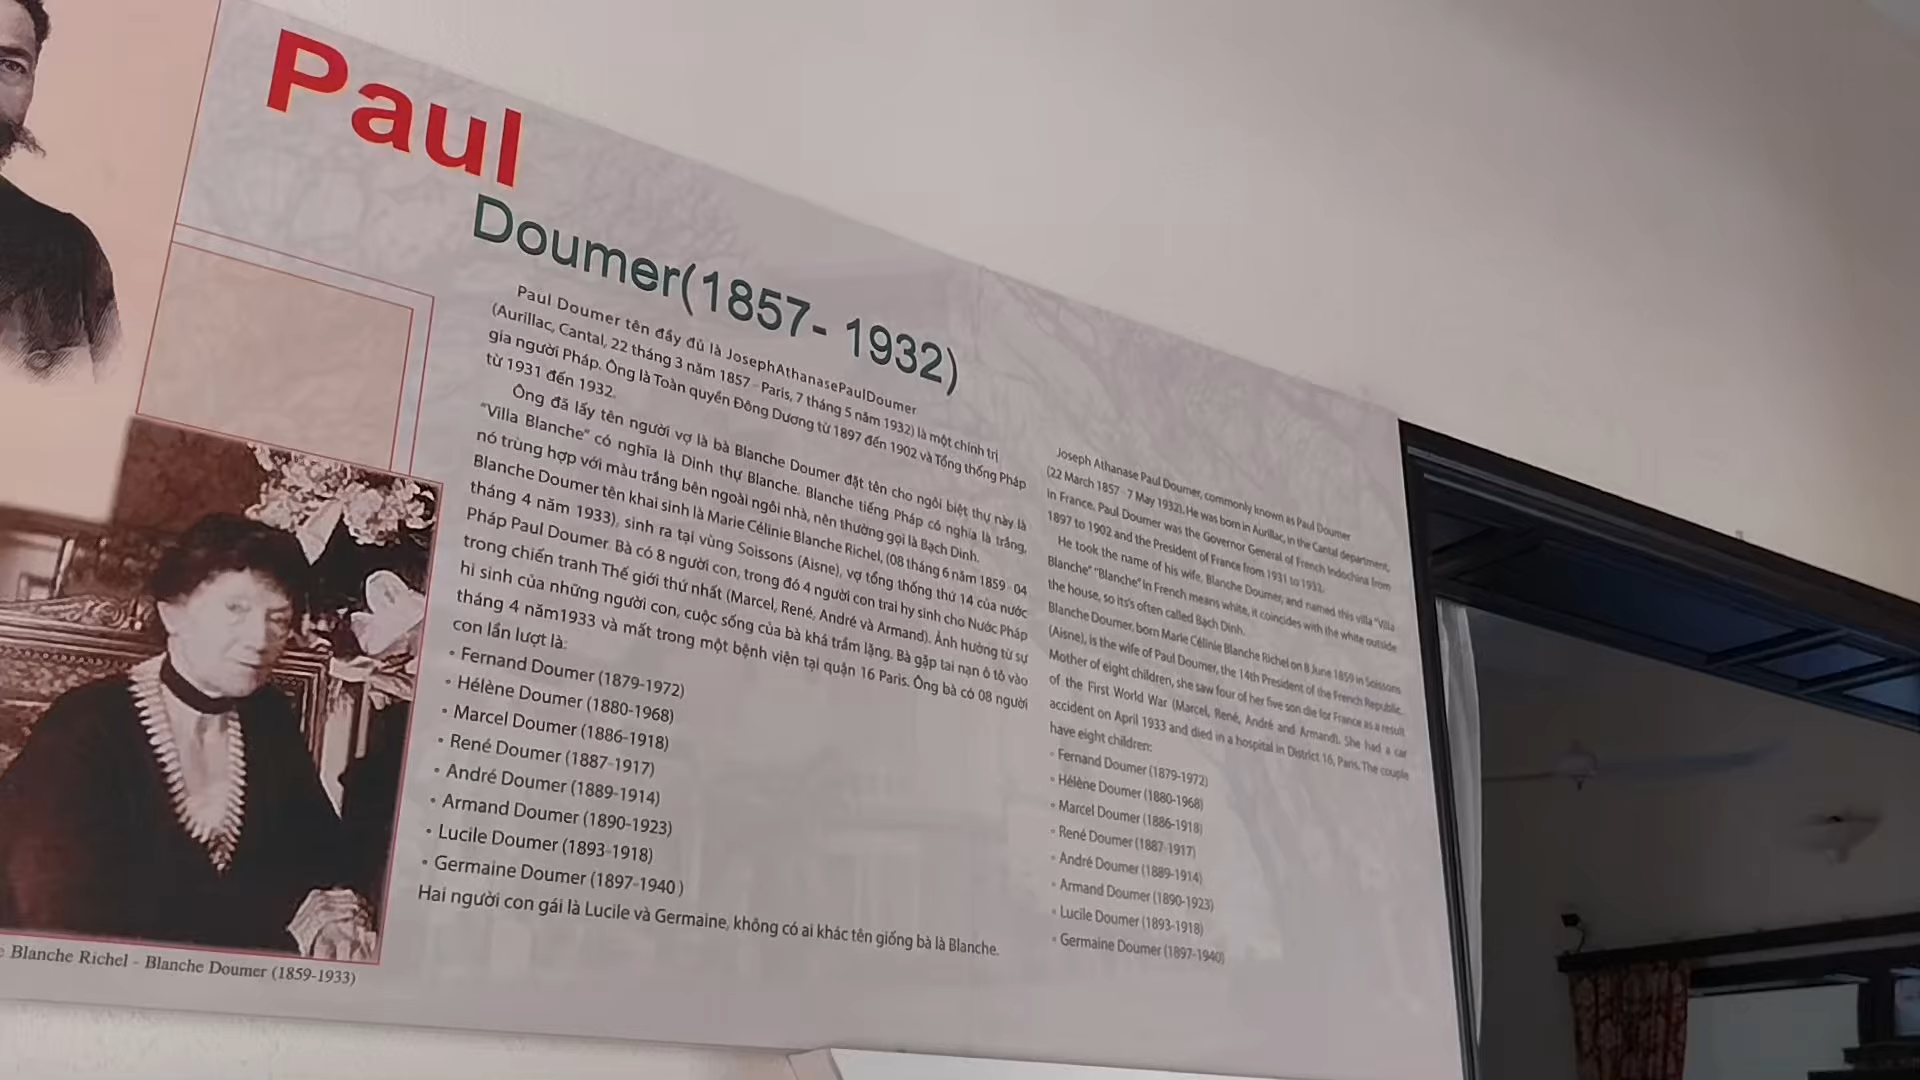 Paul
Doumer(1857- 1932)
Paul Doumer tên đầy đủ là JosephAthanasePaulDoumer
(Aurillac, Cantal, 22 tháng 3 năm 1857 - Paris, 7 tháng 5 năm 1932) là một chính trị
gia người Pháp. Ông là Toàn quyền Đông Dương từ 1897 đến 1902 và Tổng thống Pháp
từ 1931 đến 1932.
Ông đã lấy tên người vợ là bà Blanche Doumer đặt tên cho ngôi biệt thự này là
"Villa Blanche" có nghĩa là Dinh thự Blanche. Blanche tiếng Pháp có nghĩa là trắng,
nó trùng hợp với màu trắng bên ngoài ngôi nhà, nên thường gọi là Bạch Dinh.
Blanche Doumer tên khai sinh là Marie Célinie Blanche Richel, (08 tháng 6 năm 1859 - 04
tháng 4 năm 1933), sinh ra tại vùng Soissons (Aisne), vợ tổng thống thứ 14 của nước
Pháp Paul Doumer. Bà có 8 người con, trong đó 4 người con trai hy sinh cho Nước Pháp
trong chiến tranh Thế giới thứ nhất (Marcel, René, André và Armand). Ảnh hưởng từ sự
hi sinh của những người con, cuộc sống của bà khá trầm lặng. Bà gặp tai nạn ô tô vào
tháng 4 năm1933 và mất trong một bệnh viện tại quận 16 Paris. Ông bà có 08 người
con lần lượt là:
• Fernand Doumer (1879-1972)
• Hélène Doumer (1880-1968)
• Marcel Doumer (1886-1918)
• René Doumer (1887-1917)
• André Doumer (1889-1914)
• Armand Doumer (1890-1923)
• Lucile Doumer (1893-1918)
• Germaine Doumer (1897-1940 )
Hai người con gái là Lucile và Germaine, không có ai khác tên giống bà là Blanche.
Joseph Athanase Paul Doumer, commonly known as Paul Doumer
(22 March 1857 - 7 May 1932). He was born in Aurillac, in the Cantal department,
in France. Paul Doumer was the Governor General of French Indochina from
1897 to 1902 and the President of France from 1931 to 1932.
He took the name of his wife, Blanche Doumer, and named this villa "Villa
Blanche" "Blanche" in French means white, it coincides with the white outside
the house, so its's often called Bạch Dinh.
Blanche Doumer, born Marie Célinie Blanche Richel on 8 June 1859 in Soissons
(Aisne), is the wife of Paul Doumer, the 14th President of the French Republic.
Mother of eight children, she saw four of her five son die for France as a result
of the First World War (Marcel, René, André and Armand). She had a car
accident on April 1933 and died in a hospital in District 16, Paris. The couple
have eight children:
• Fernand Doumer (1879-1972)
• Hélène Doumer (1880-1968)
• Marcel Doumer (1886-1918)
• René Doumer (1887-1917)
• André Doumer (1889-1914)
• Armand Doumer (1890-1923)
• Lucile Doumer (1893-1918)
• Germaine Doumer (1897-1940)
Blanche Richel - Blanche Doumer (1859-1933)